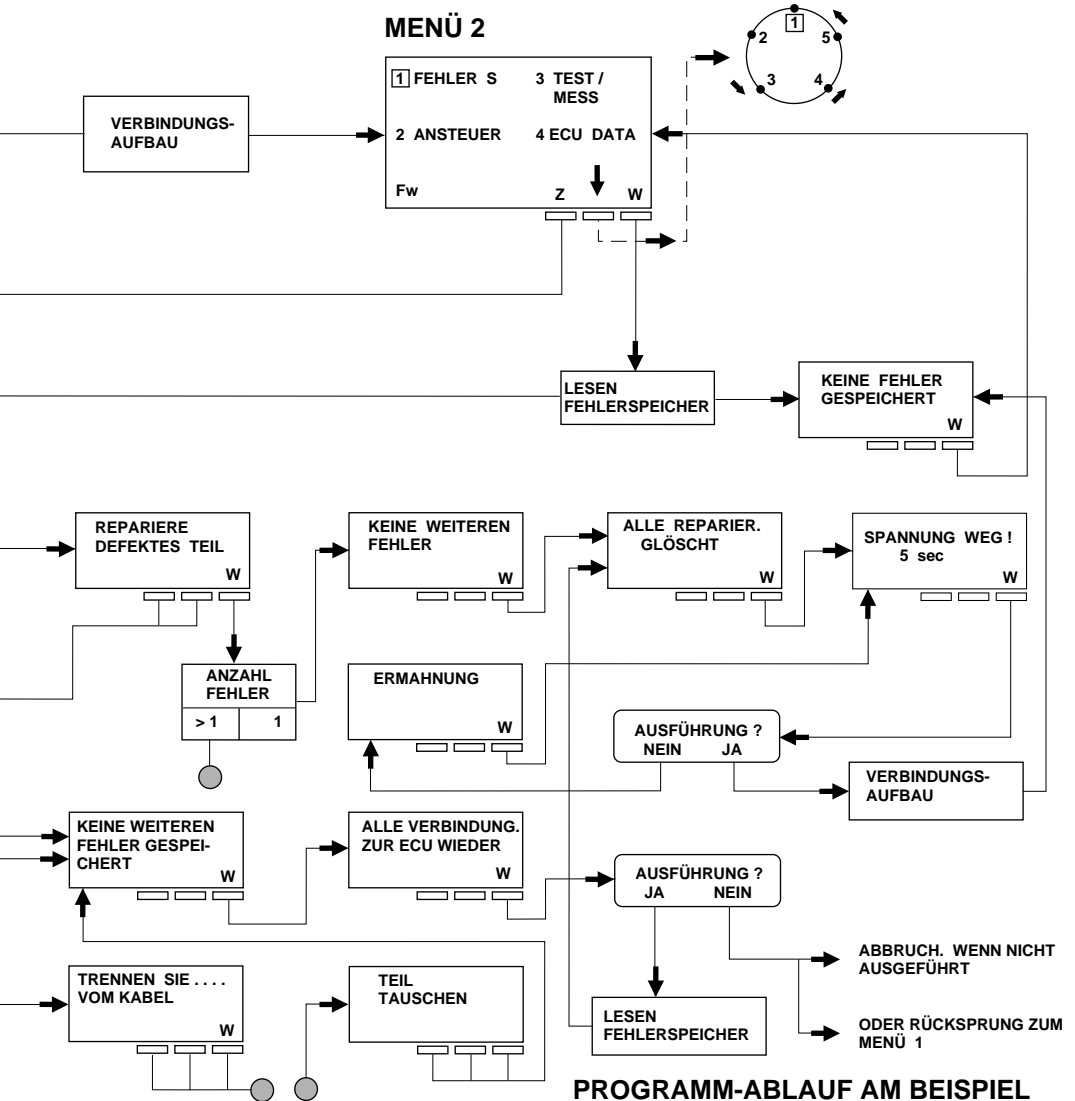 MENÜ 2
1
2
5
3
4
1 FEHLER S
3 TEST /
MESS
2 ANSTEUER
4 ECU DATA
Fw
Z
W
VERBINDUNGS-
AUFBAU
LESEN
FEHLERSPEICHER
KEINE FEHLER
GESPEICHERT
W
REPARIERE
DEFEKTES TEIL
W
KEINE WEITEREN
FEHLER
W
ALLE REPARIER.
GLÖSCHT
W
SPANNUNG WEG !
5 sec
W
ANZAHL
FEHLER
> 1
1
ERMAHNUNG
W
AUSFÜHRUNG ?
NEIN JA
VERBINDUNGS-
AUFBAU
KEINE WEITEREN
FEHLER GESPEI-
CHERT
W
ALLE VERBINDUNG.
ZUR ECU WIEDER
W
AUSFÜHRUNG ?
JA NEIN
ABBRUCH. WENN NICHT
AUSGEFÜHRT
TRENNEN SIE . . . .
VOM KABEL
W
TEIL
TAUSCHEN
LESEN
FEHLERSPEICHER
ODER RÜCKSPRUNG ZUM
MENÜ 1
PROGRAMM-ABLAUF AM BEISPIEL